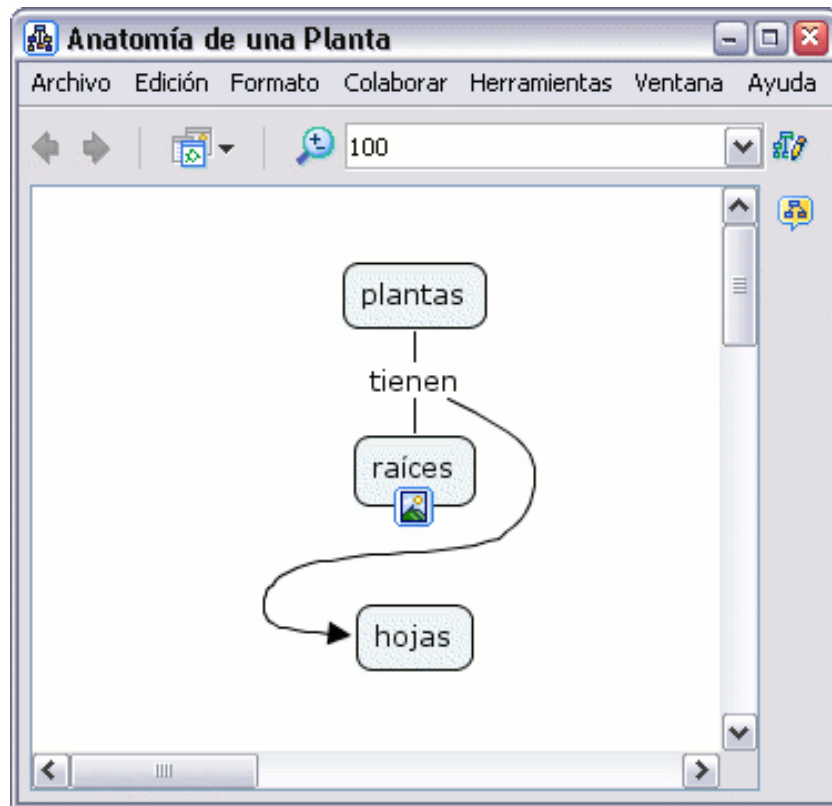 Anatomía de una Planta
Archivo Edición Formato Colaborar Herramientas Ventana Ayuda
100
plantas
tienen
raíces
hojas